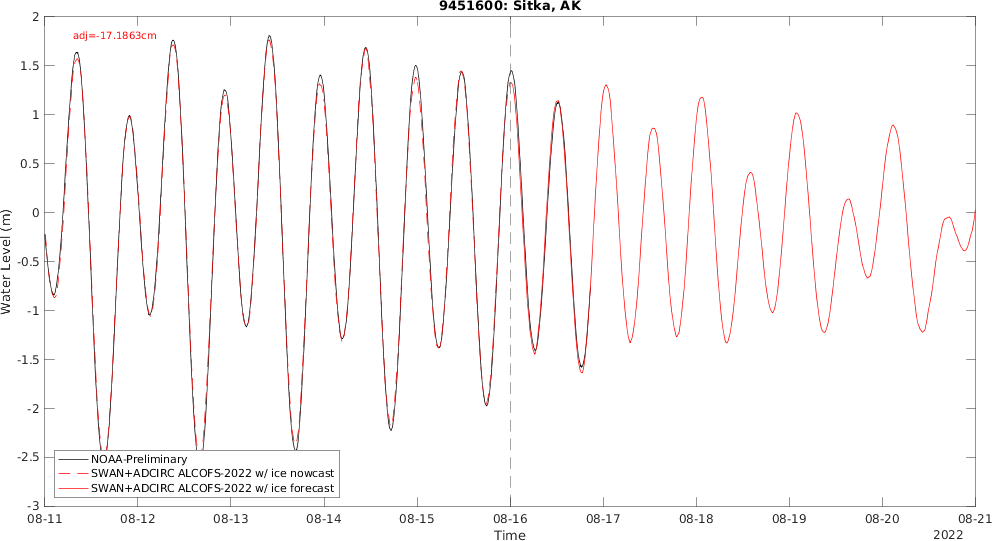 9451600: Sitka, AK
adj=-17.1863cm
2
1.5
1
0.5
0
-0.5
-1
-1.5
-2
-2.5
-3
Water Level (m)
NOAA-Preliminary
SWAN+ADCIRC ALCOFS-2022 w/ ice nowcast
SWAN+ADCIRC ALCOFS-2022 w/ ice forecast
08-11 08-12 08-13 08-14 08-15 08-16 08-17 08-18 08-19 08-20 08-21
Time
2022